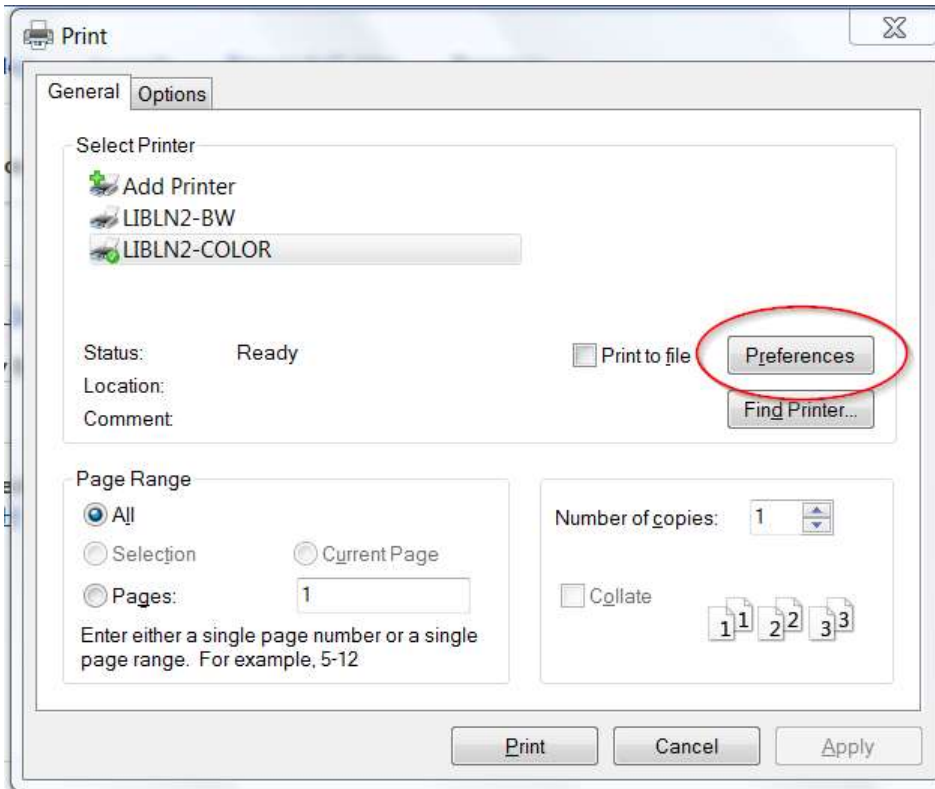 Print
General Options
Select Printer
Add Printer
LIBLN2-BW
LIBLN2-COLOR
Status: Ready Print to file Preferences
Location:
Comment: Find Printer...
Page Range
All
Number of copies: 1
Selection Current Page
Pages: 1
Collate
1 1 2 2 3 3
Enter either a single page number or a single
page range. For example, 5-12
Print Cancel Apply